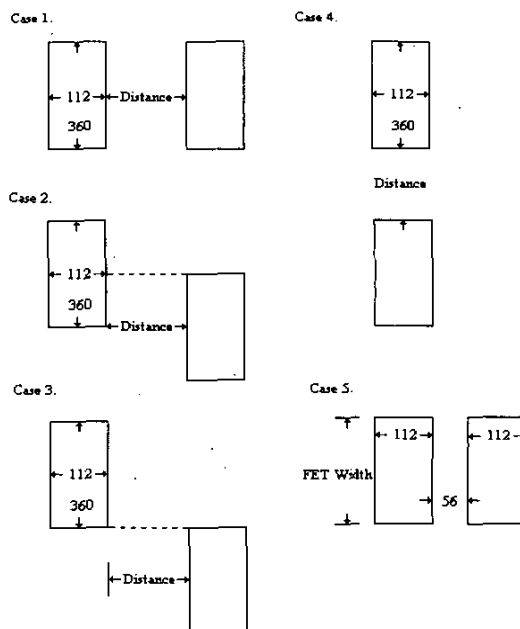 Case 1.
112
Distance
360
Case 2.
112
360
Distance
Case 3.
112
360
Distance
Case 4.
112
360
Distance
Case 5.
112
112
FET Width
56